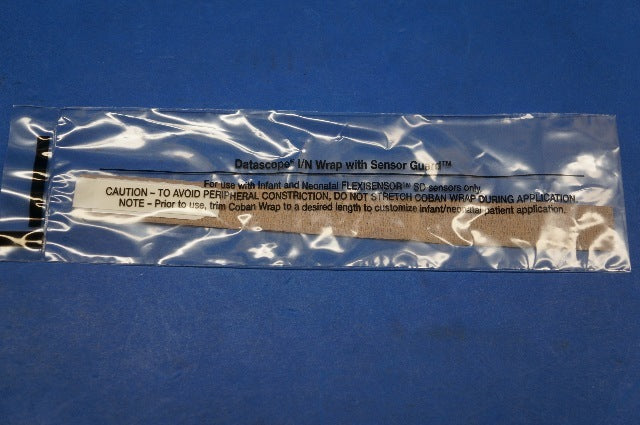 Datascope® I/N Wrap with Sensor Guard™
For use with Infant and Neonatal FLEXISENSOR™ SD sensors only.
CAUTION – TO AVOID PERIPHERAL CONSTRICTION, DO NOT STRETCH COBAN WRAP DURING APPLICATION.
NOTE – Prior to use, trim Coban Wrap to a desired length to customize infant/neonatal patient application.